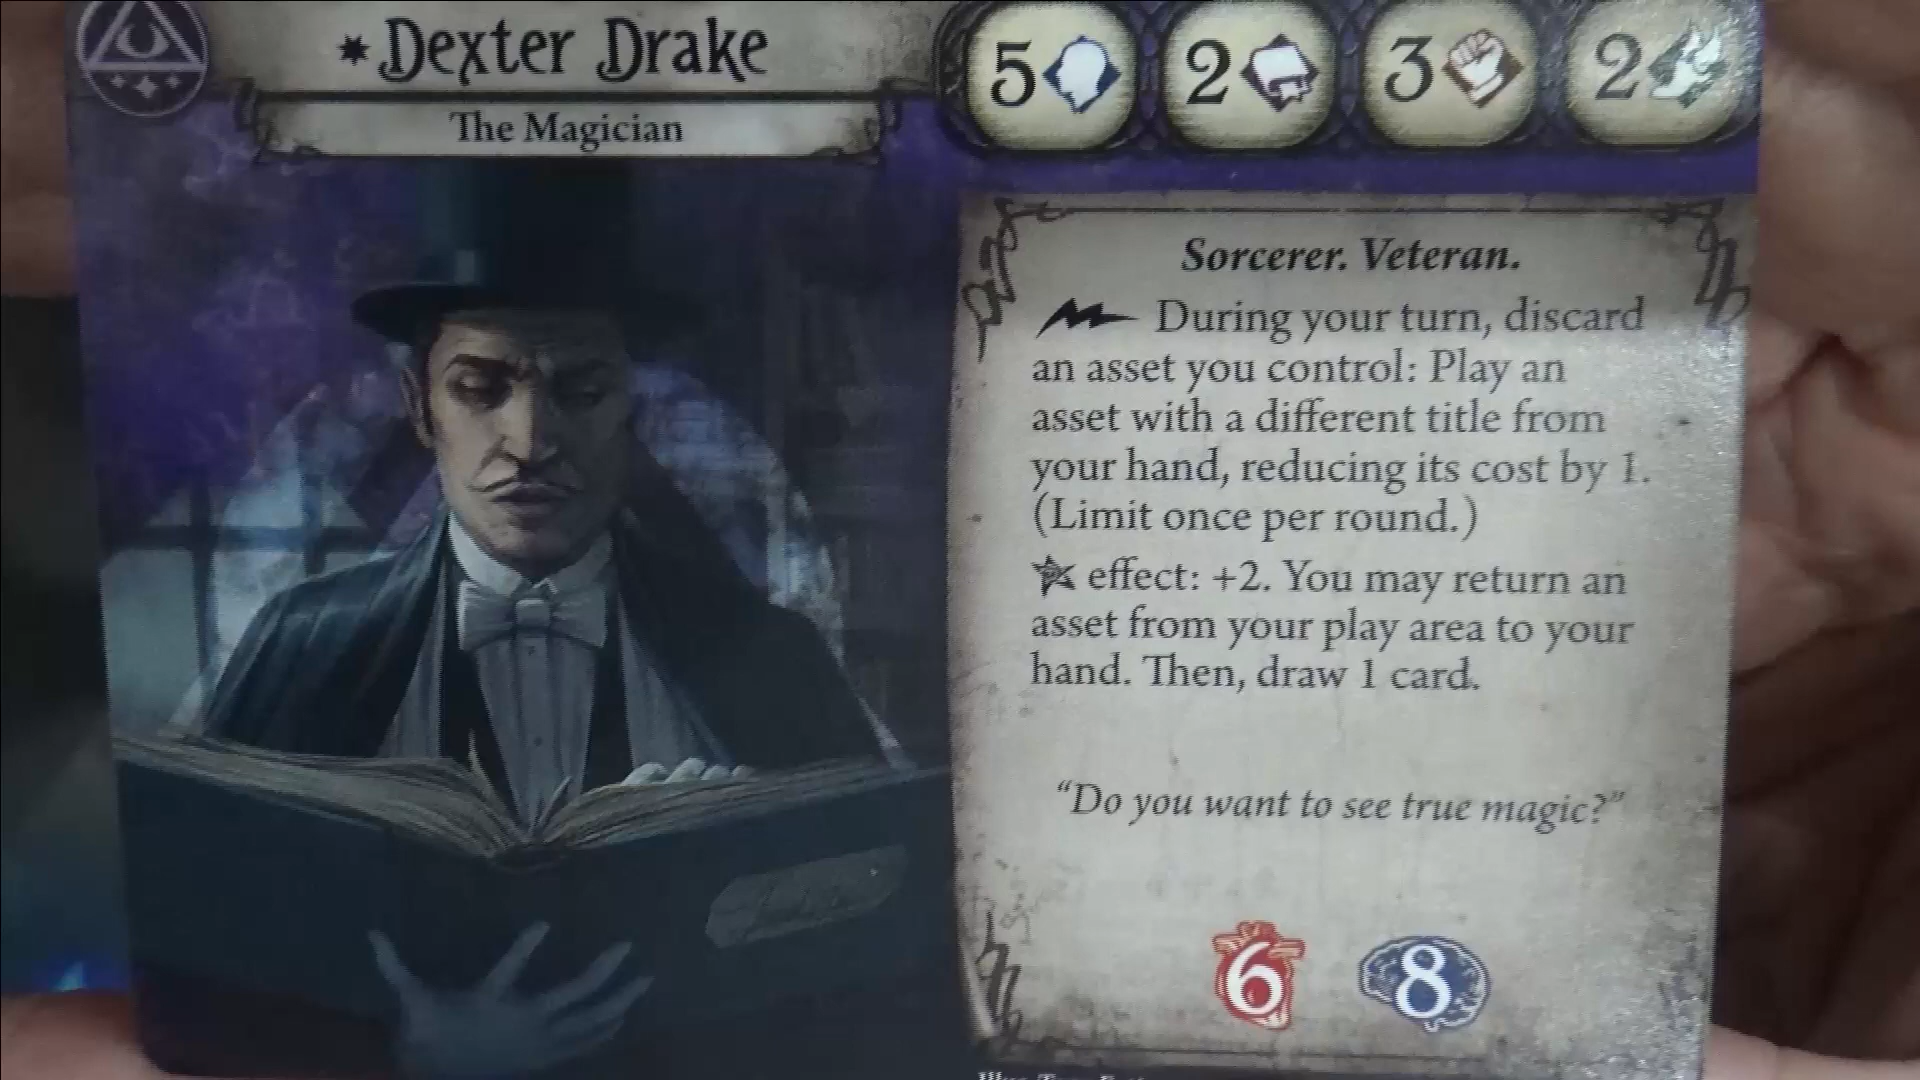 Dexter Drake
The Magician
5 2 3 2
Sorcerer. Veteran.
During your turn, discard
an asset you control: Play an
asset with a different title from
your hand, reducing its cost by 1.
(Limit once per round.)
effect: +2. You may return an
asset from your play area to your
hand. Then, draw 1 card.
“Do you want to see true magic?”
6 8